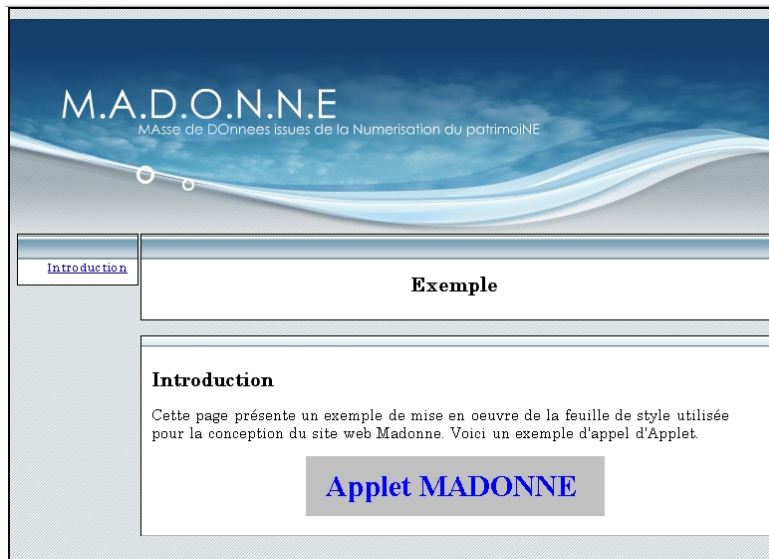 M.A.D.O.N.N.E
MAsse de DOnnees issues de la Numerisation du patrimoiNE
Introduction
Exemple
Introduction
Cette page présente un exemple de mise en oeuvre de la feuille de style utilisée
pour la conception du site web Madonne. Voici un exemple d'appel d'Applet.
Applet MADONNE